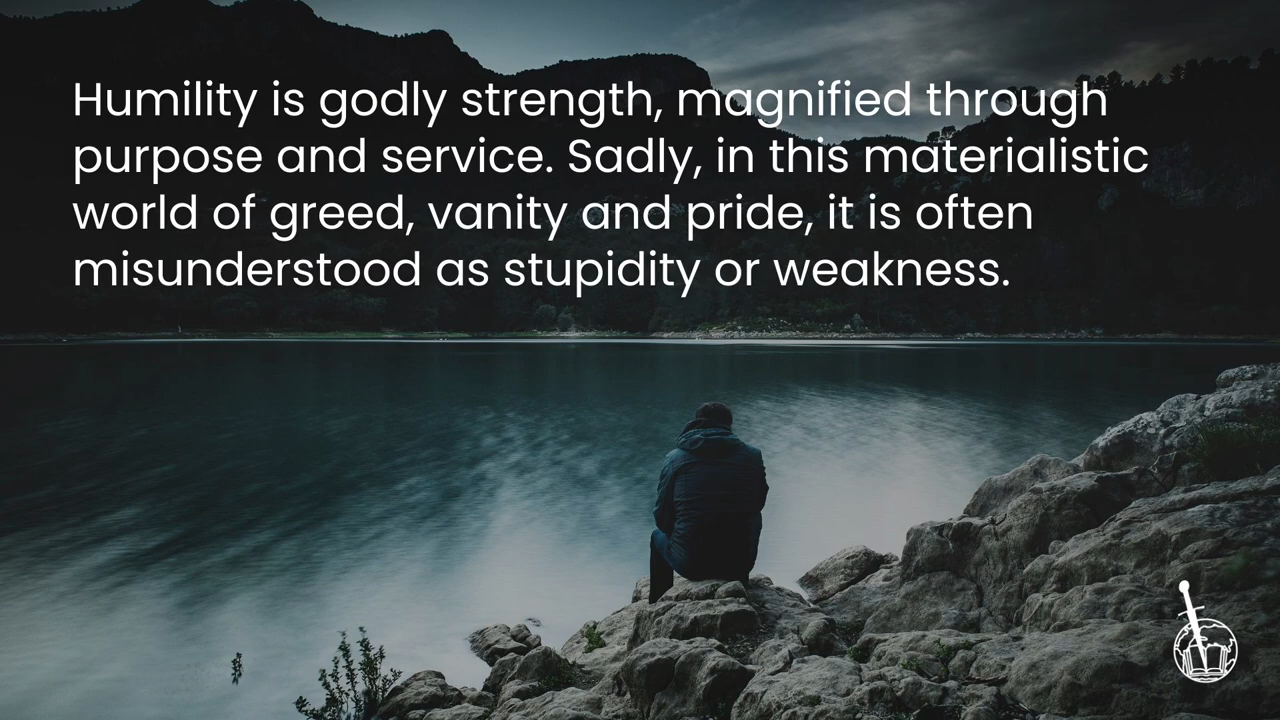 Humility is godly strength, magnified through
purpose and service. Sadly, in this materialistic
world of greed, vanity and pride, it is often
misunderstood as stupidity or weakness.